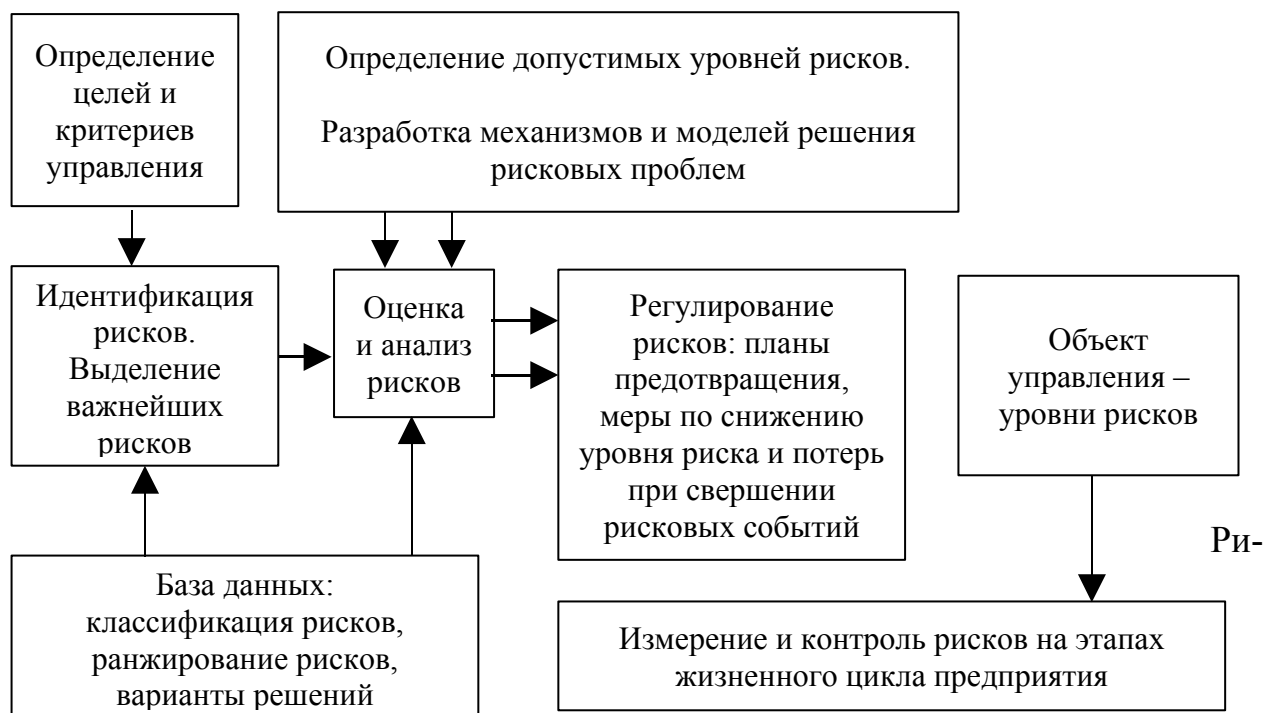 Определение
целей и
критериев
управления
Определение допустимых уровней рисков.
Разработка механизмов и моделей решения
рисковых проблем
Идентификация
рисков.
Выделение
важнейших
рисков
Оценка
и анализ
рисков
Регулирование
рисков: планы
предотвращения,
меры по снижению
уровня риска и потерь
при свершении
рисковых событий
Объект
управления –
уровни рисков
Ри-
База данных:
классификация рисков,
ранжирование рисков,
варианты решений
Измерение и контроль рисков на этапах
жизненного цикла предприятия